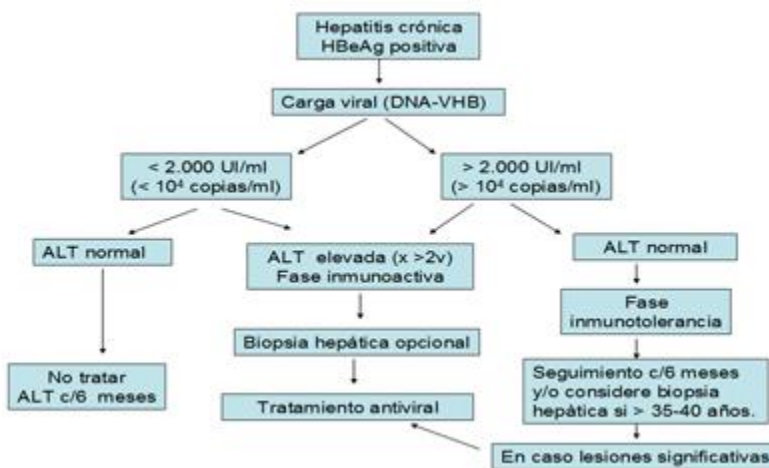 Hepatitis crónica
HBeAg positiva
Carga viral (DNA-VHB)
< 2.000 UI/ml
(< 10⁴ copias/ml)
> 2.000 UI/ml
(> 10⁴ copias/ml)
ALT normal
ALT elevada (x >2v)
Fase inmunoactiva
ALT normal
Fase
inmunotolerancia
Biopsia hepática opcional
No tratar
ALT c/6 meses
Tratamiento antiviral
Seguimiento c/6 meses
y/o considere biopsia
hepàtica si > 35-40 años.
En caso lesiones significativas